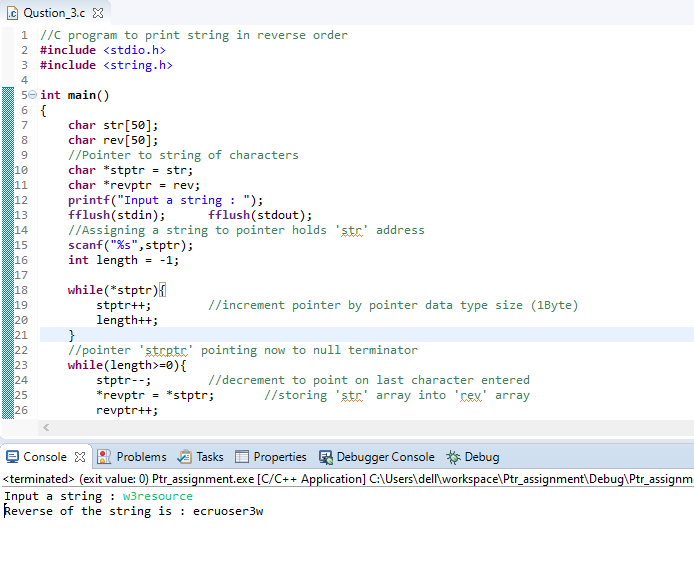 Qustion_3.c
1 //C program to print string in reverse order
2 #include <stdio.h>
3 #include <string.h>
4
5 int main()
6 {
7     char str[50];
8     char rev[50];
9     //Pointer to string of characters
10     char *stptr = str;
11     char *revptr = rev;
12     printf("Input a string : ");
13     fflush(stdin);      fflush(stdout);
14     //Assigning a string to pointer holds 'str' address
15     scanf("%s",stptr);
16     int length = -1;
17
18     while(*stptr){
19         stptr++;        //increment pointer by pointer data type size (1Byte)
20         length++;
21     }
22     //pointer 'strptr' pointing now to null terminator
23     while(length>=0){
24         stptr--;        //decrement to point on last character entered
25         *revptr = *stptr;       //storing 'str' array into 'rev' array
26         revptr++;
Console Problems Tasks Properties Debugger Console Debug
<terminated> (exit value: 0) Ptr_assignment.exe [C/C++ Application] C:\Users\dell\workspace\Ptr_assignment\Debug\Ptr_assignm
Input a string : w3resource
Reverse of the string is : ecruoser3w